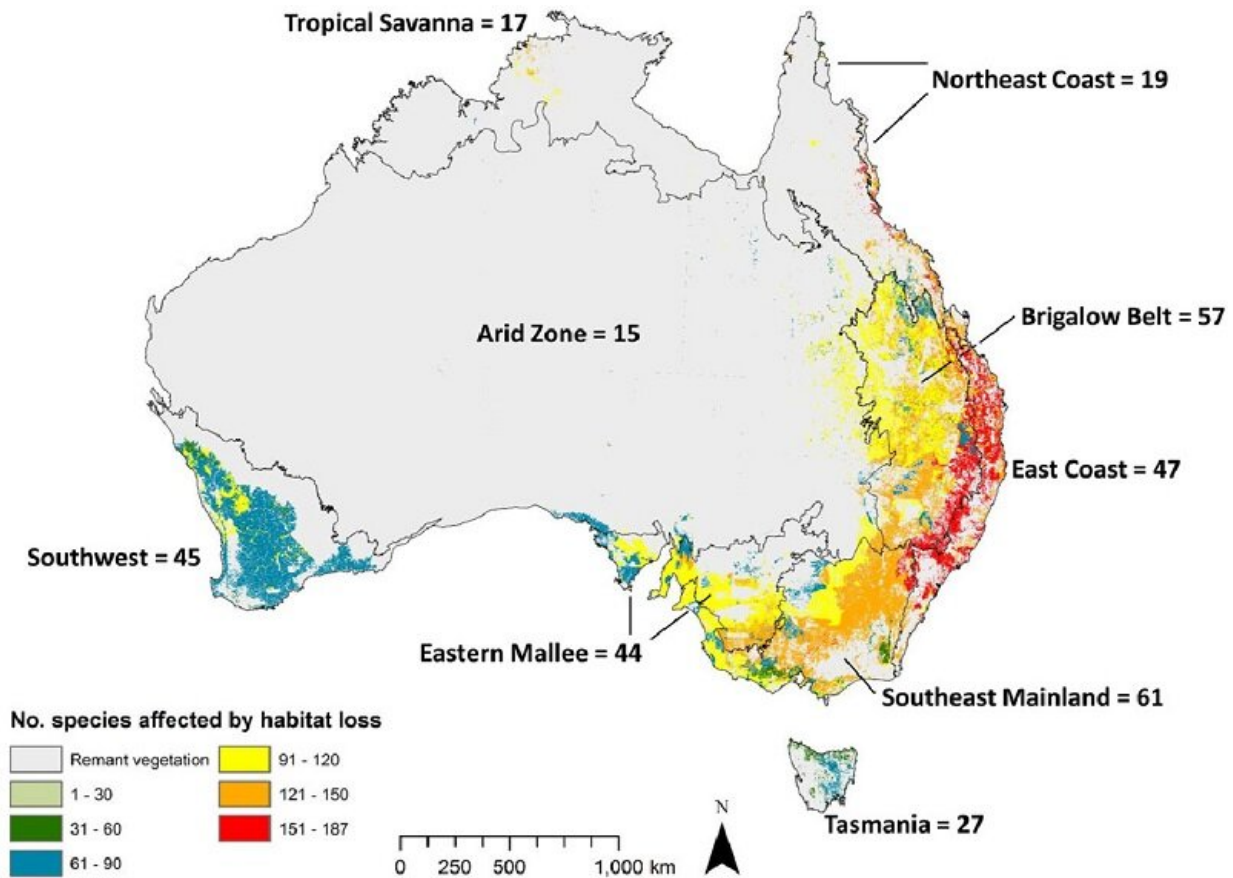 Tropical Savanna = 17
Northeast Coast = 19
Brigalow Belt = 57
Arid Zone = 15
East Coast = 47
Southwest = 45
Eastern Mallee = 44
Southeast Mainland = 61
Tasmania = 27
No. species affected by habitat loss
Remant vegetation
1 - 30
31 - 60
61 - 90
91 - 120
121 - 150
151 - 187
0 250 500 1,000 km
N